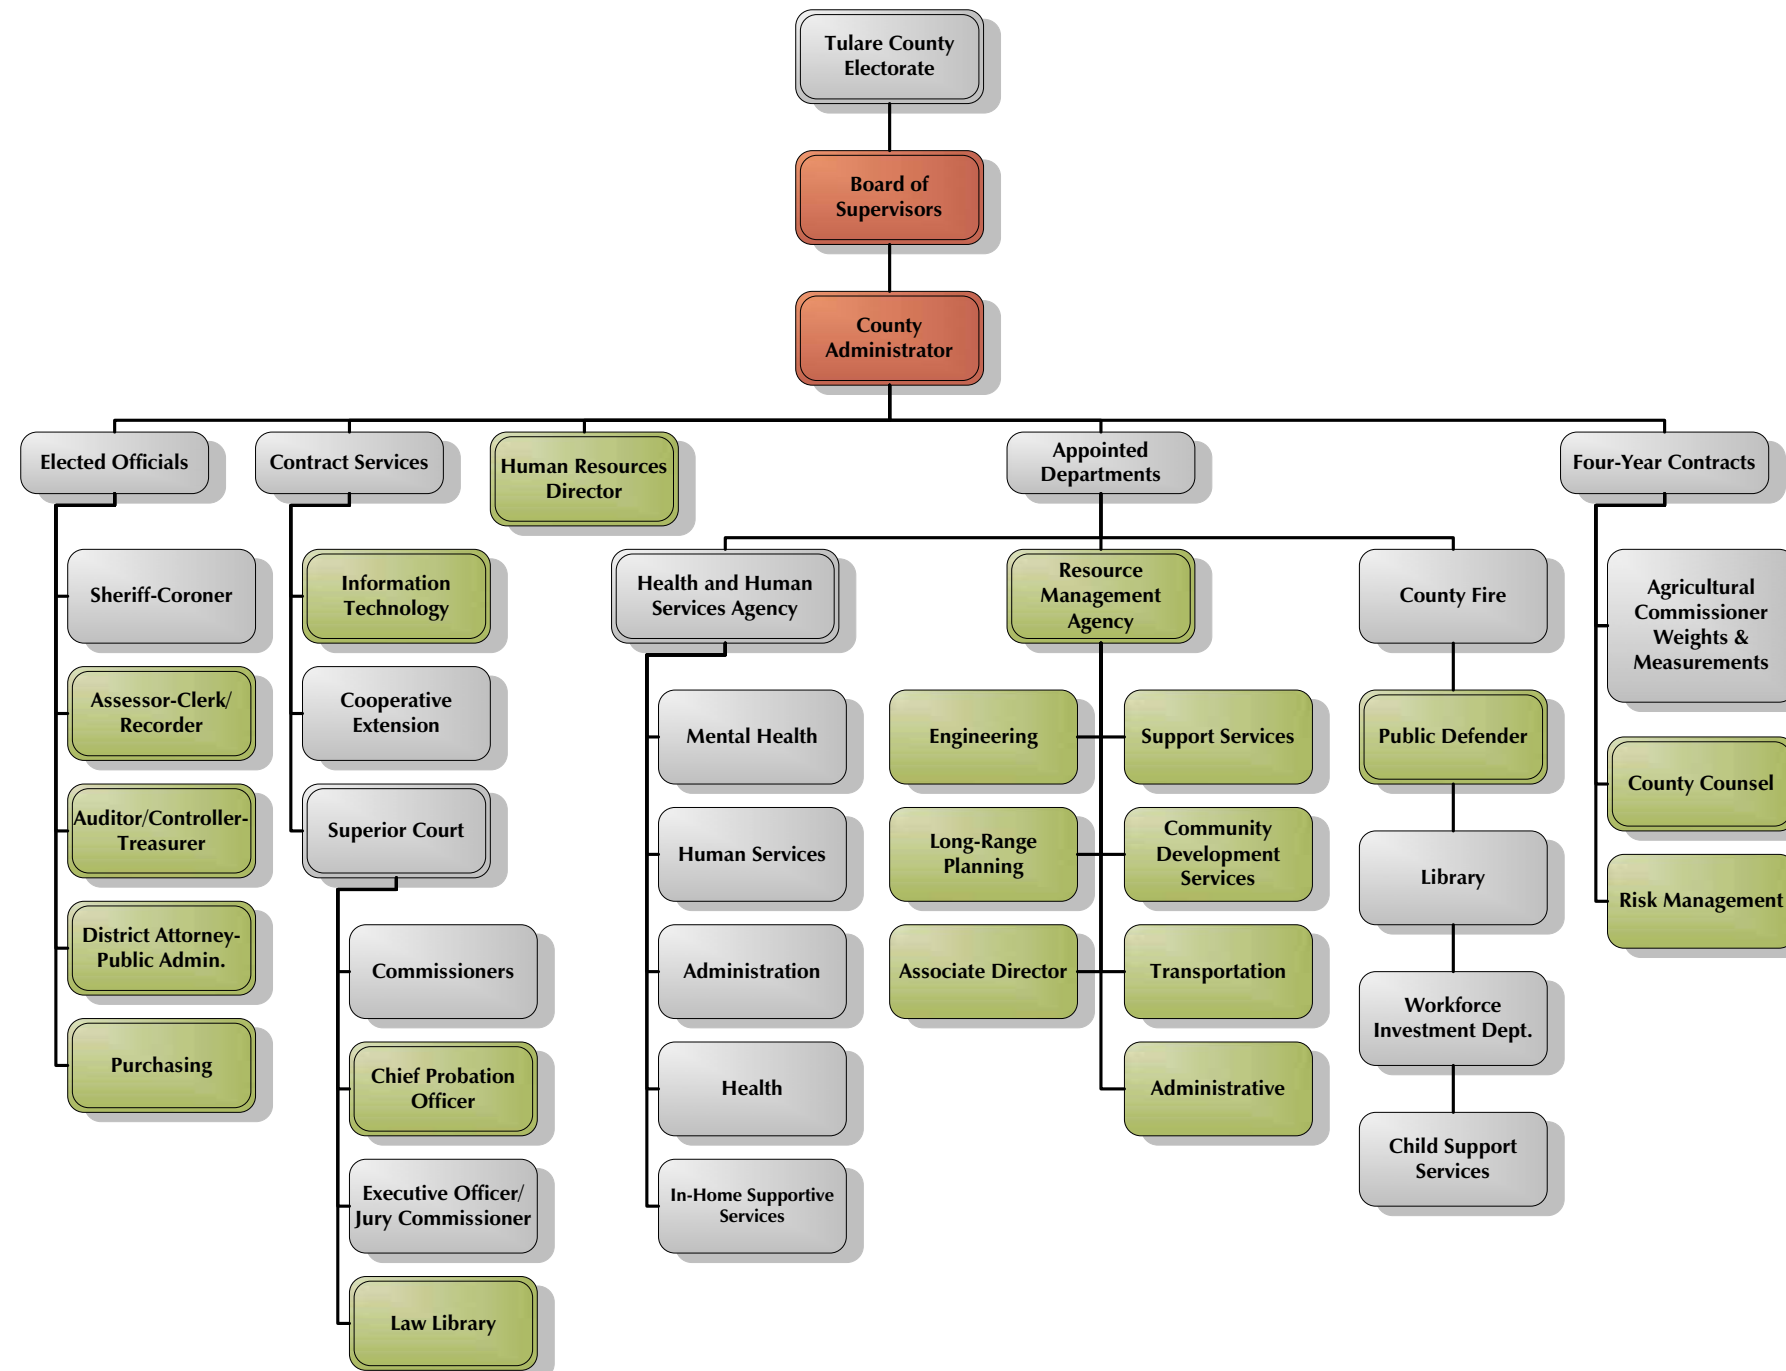 Tulare County
Electorate
Board of
Supervisors
County
Administrator
Elected Officials
Contract Services
Human Resources
Director
Appointed
Departments
Four-Year Contracts
Sheriff-Coroner
Assessor-Clerk/
Recorder
Auditor/Controller-
Treasurer
District Attorney-
Public Admin.
Purchasing
Information
Technology
Cooperative
Extension
Superior Court
Commissioners
Chief Probation
Officer
Executive Officer/
Jury Commissioner
Law Library
Health and Human
Services Agency
Mental Health
Human Services
Administration
Health
In-Home Supportive
Services
Resource
Management
Agency
Engineering
Support Services
Long-Range
Planning
Community
Development
Services
Associate Director
Transportation
Administrative
County Fire
Public Defender
Library
Workforce
Investment Dept.
Child Support
Services
Agricultural
Commissioner
Weights &
Measurements
County Counsel
Risk Management